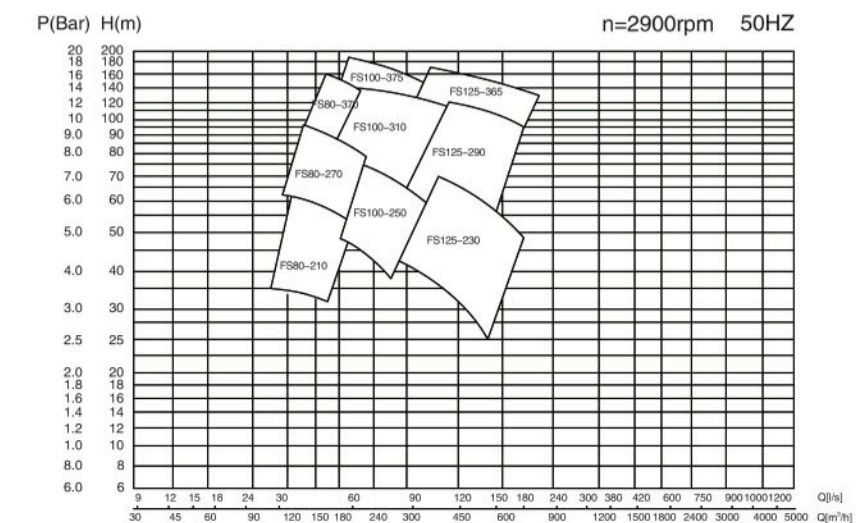 P(Bar) H(m) n=2900rpm 50HZ
20 200
18 180
16 160
14 140
12 120
10 100
9.0 90
8.0 80
7.0 70
6.0 60
5.0 50
4.0 40
3.0 30
2.5 25
2.0 20
1.8 18
1.6 16
1.4 14
1.2 12
1.0 10
8.0 8
6.0 6
FS100-375
FS125-365
FS80-370
FS100-310
FS125-290
FS80-270
FS100-250
FS125-230
FS80-210
9 12 15 18 24 30 60 90 120 150 180 240 300 380 420 600 750 900 1000 1200 Q[l/s]
30 45 60 90 120 150 180 240 300 450 600 900 1200 1500 1800 2400 3000 4000 5000 Q[m³/h]